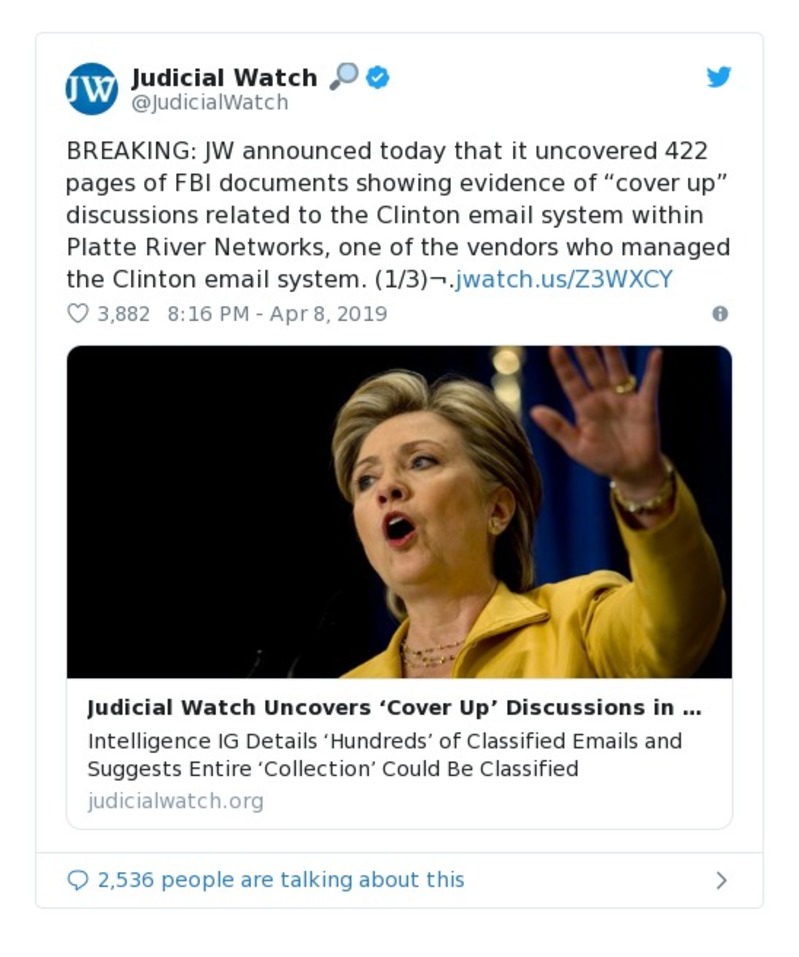 JW
Judicial Watch
@JudicialWatch
BREAKING: JW announced today that it uncovered 422
pages of FBI documents showing evidence of “cover up”
discussions related to the Clinton email system within
Platte River Networks, one of the vendors who managed
the Clinton email system. (1/3)¬.jwatch.us/Z3WXCY
3,882 8:16 PM - Apr 8, 2019
Judicial Watch Uncovers ‘Cover Up’ Discussions in ...
Intelligence IG Details ‘Hundreds’ of Classified Emails and
Suggests Entire ‘Collection’ Could Be Classified
judicialwatch.org
2,536 people are talking about this